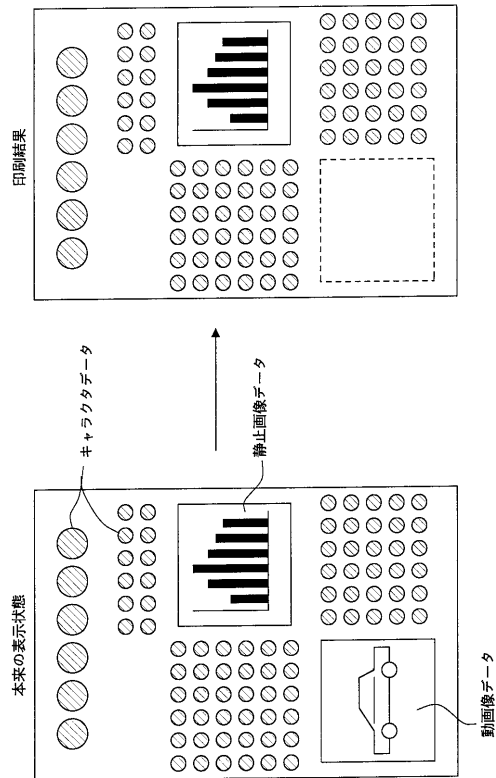 本来の表示状態
キャラクタデータ
静止画像データ
動画像データ
印刷結果